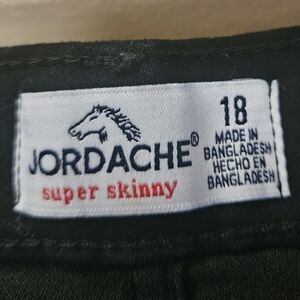 JORDACHE®
super skinny
18
MADE IN
BANGLADESH
HECHO EN
BANGLADESH